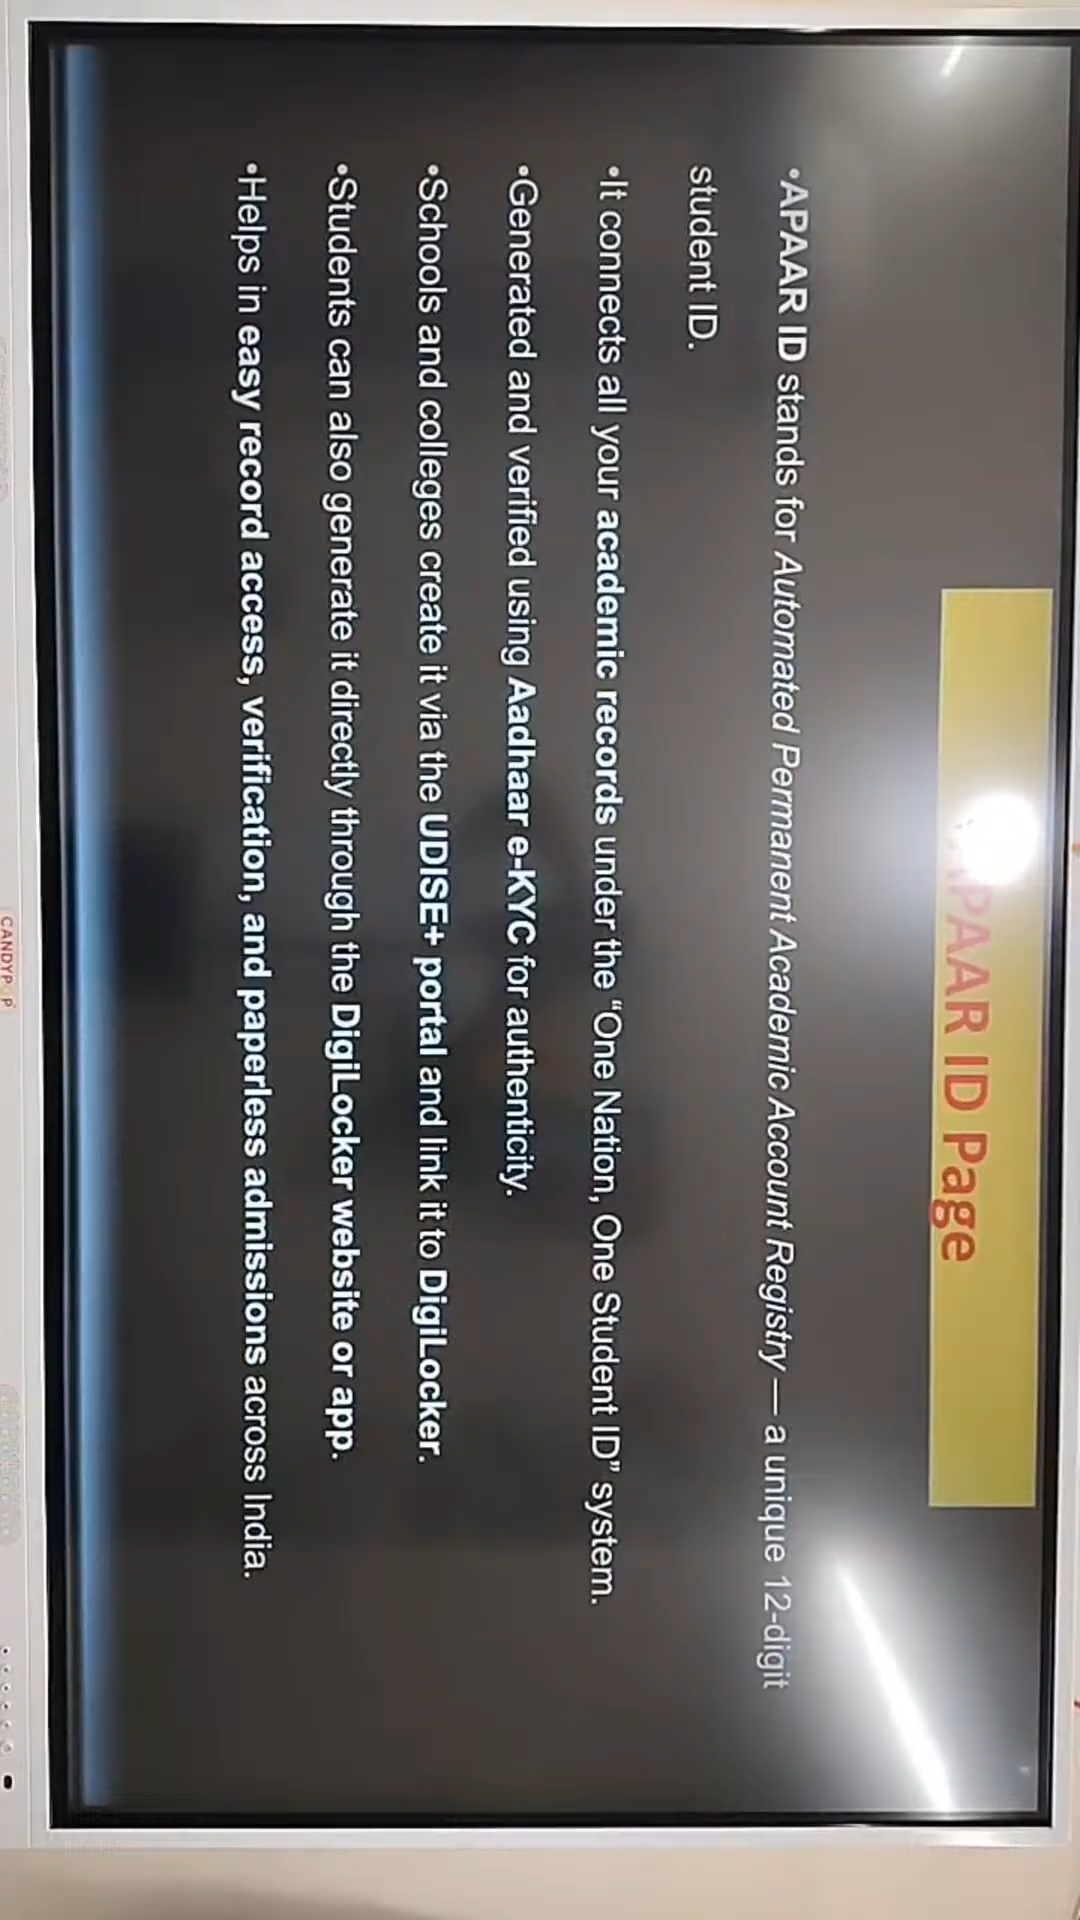 APAAR ID Page
•APAAR ID stands for Automated Permanent Academic Account Registry — a unique 12-digit
student ID.
•It connects all your academic records under the “One Nation, One Student ID” system.
•Generated and verified using Aadhaar e-KYC for authenticity.
•Schools and colleges create it via the UDISE+ portal and link it to DigiLocker.
•Students can also generate it directly through the DigiLocker website or app.
•Helps in easy record access, verification, and paperless admissions across India.